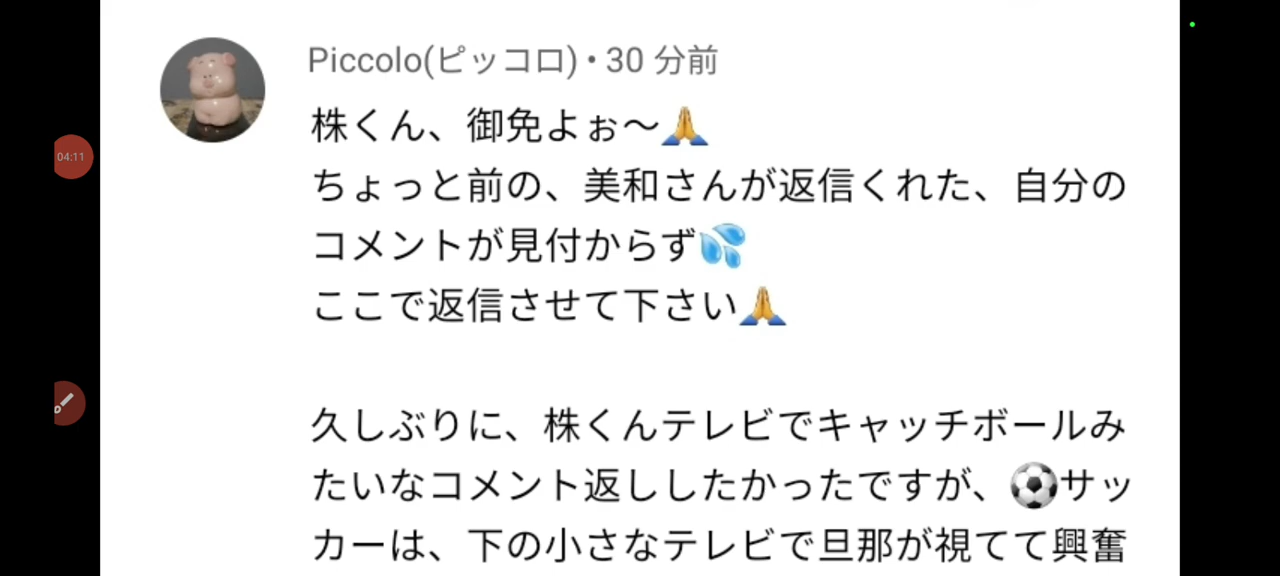 Piccolo(ピッコロ)・30 分前
株くん、御免よぉ〜🙏
ちょっと前の、美和さんが返信くれた、自分の
コメントが見付からず💦
ここで返信させて下さい🙏
久しぶりに、株くんテレビでキャッチボールみ
たいなコメント返ししたかったですが、⚽サッ
カーは、下の小さなテレビで旦那が視てて興奮
04:11